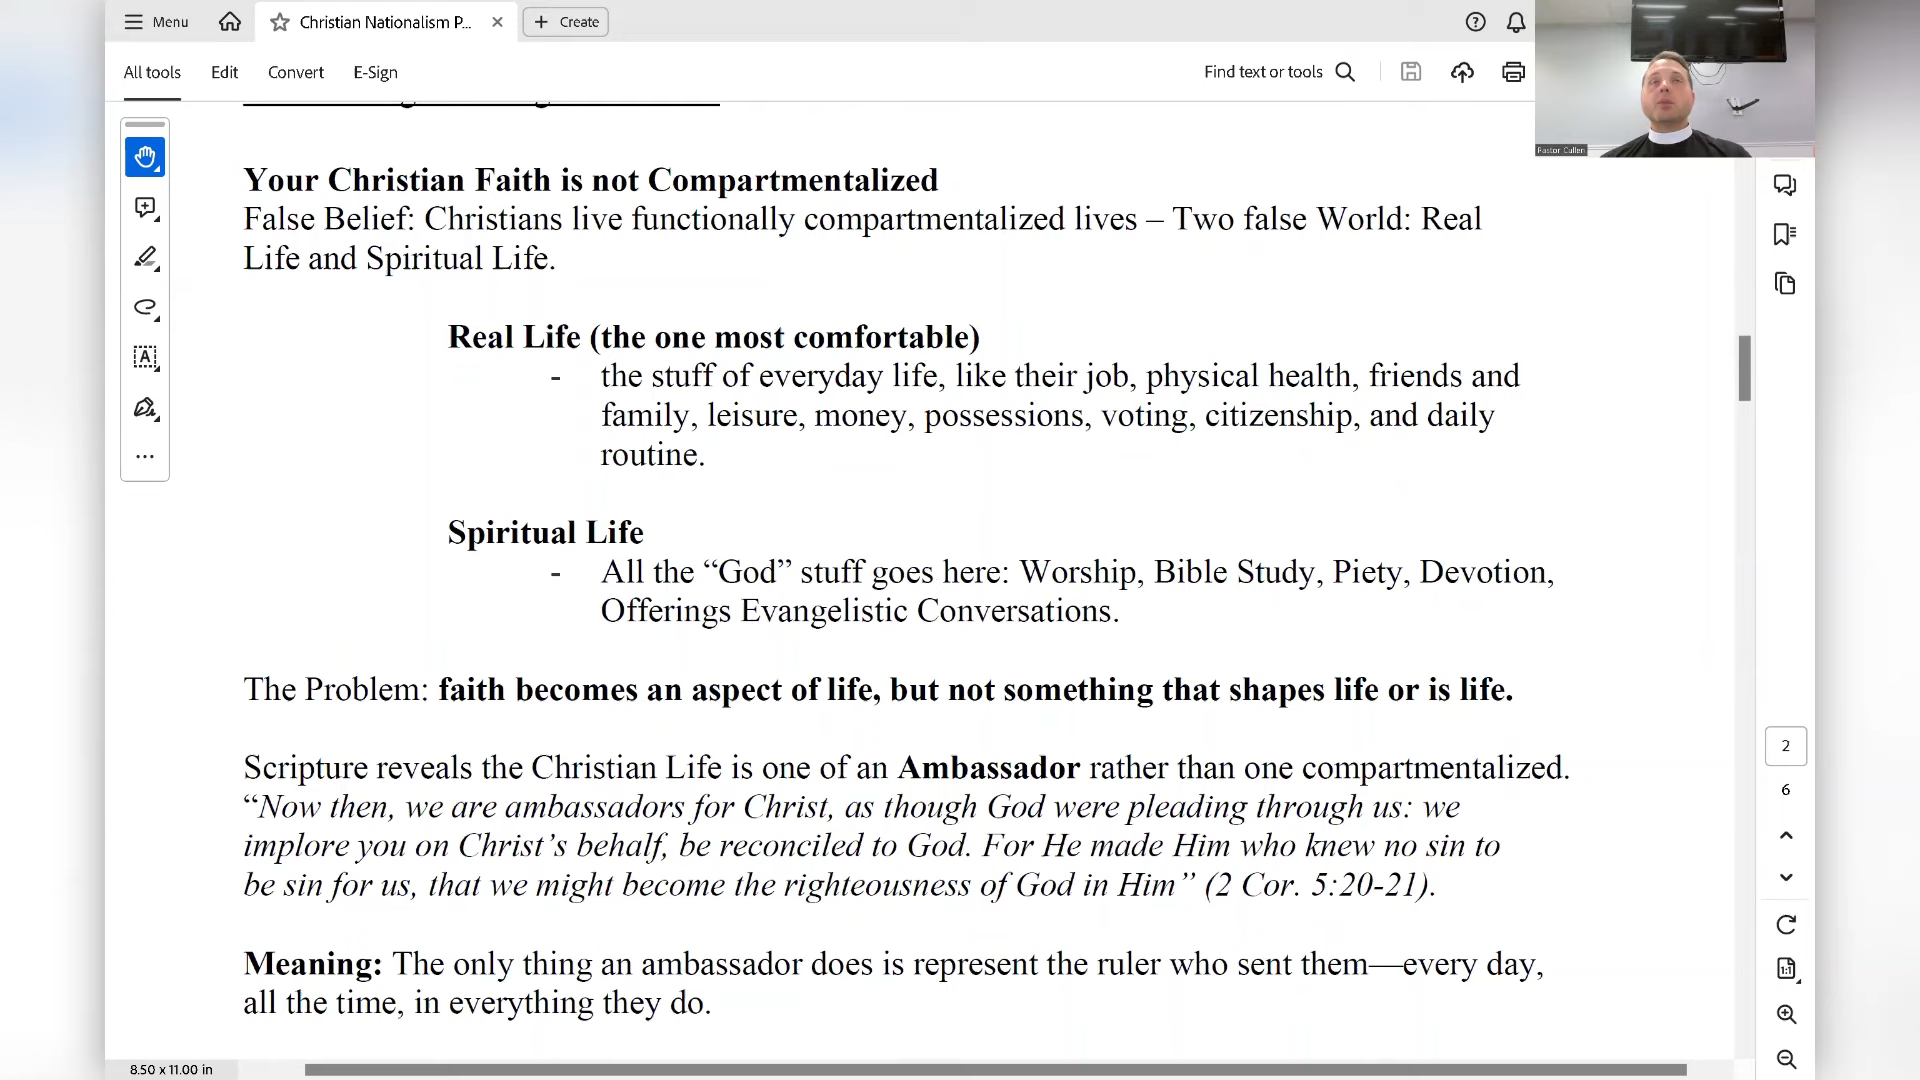 Menu
Christian Nationalism P...
Create
All tools
Edit
Convert
E-Sign
Find text or tools
Pastor Cullen
Your Christian Faith is not Compartmentalized
False Belief: Christians live functionally compartmentalized lives – Two false World: Real
Life and Spiritual Life.
Real Life (the one most comfortable)
- the stuff of everyday life, like their job, physical health, friends and
family, leisure, money, possessions, voting, citizenship, and daily
routine.
Spiritual Life
- All the “God” stuff goes here: Worship, Bible Study, Piety, Devotion,
Offerings Evangelistic Conversations.
The Problem: faith becomes an aspect of life, but not something that shapes life or is life.
Scripture reveals the Christian Life is one of an Ambassador rather than one compartmentalized.
“Now then, we are ambassadors for Christ, as though God were pleading through us: we
implore you on Christ’s behalf, be reconciled to God. For He made Him who knew no sin to
be sin for us, that we might become the righteousness of God in Him” (2 Cor. 5:20-21).
Meaning: The only thing an ambassador does is represent the ruler who sent them—every day,
all the time, in everything they do.
2
6
8.50 x 11.00 in